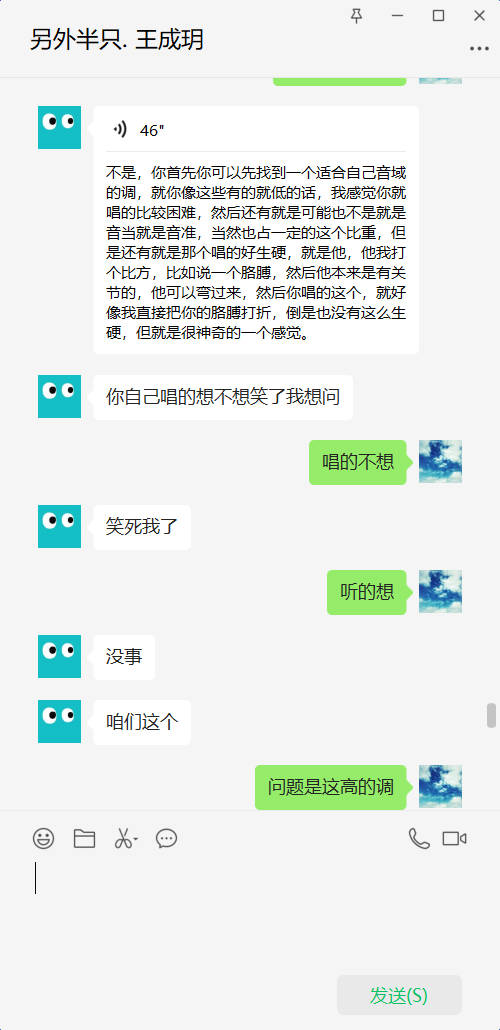 另外半只. 王成玥
46"
不是，你首先你可以先找到一个适合自己音域
的调，就你像这些有的就低的话，我感觉你就
唱的比较困难，然后还有就是可能也不是就是
音当就是音准，当然也占一定的这个比重，但
是还有就是那个唱的好生硬，就是他，他我打
个比方，比如说一个胳膊，然后他本来是有关
节的，他可以弯过来，然后你唱的这个，就好
像我直接把你的胳膊打折，倒是也没有这么生
硬，但就是很神奇的一个感觉。
你自己唱的想不想笑了我想问
唱的不想
笑死我了
听的想
没事
咱们这个
问题是这高的调
发送(S)